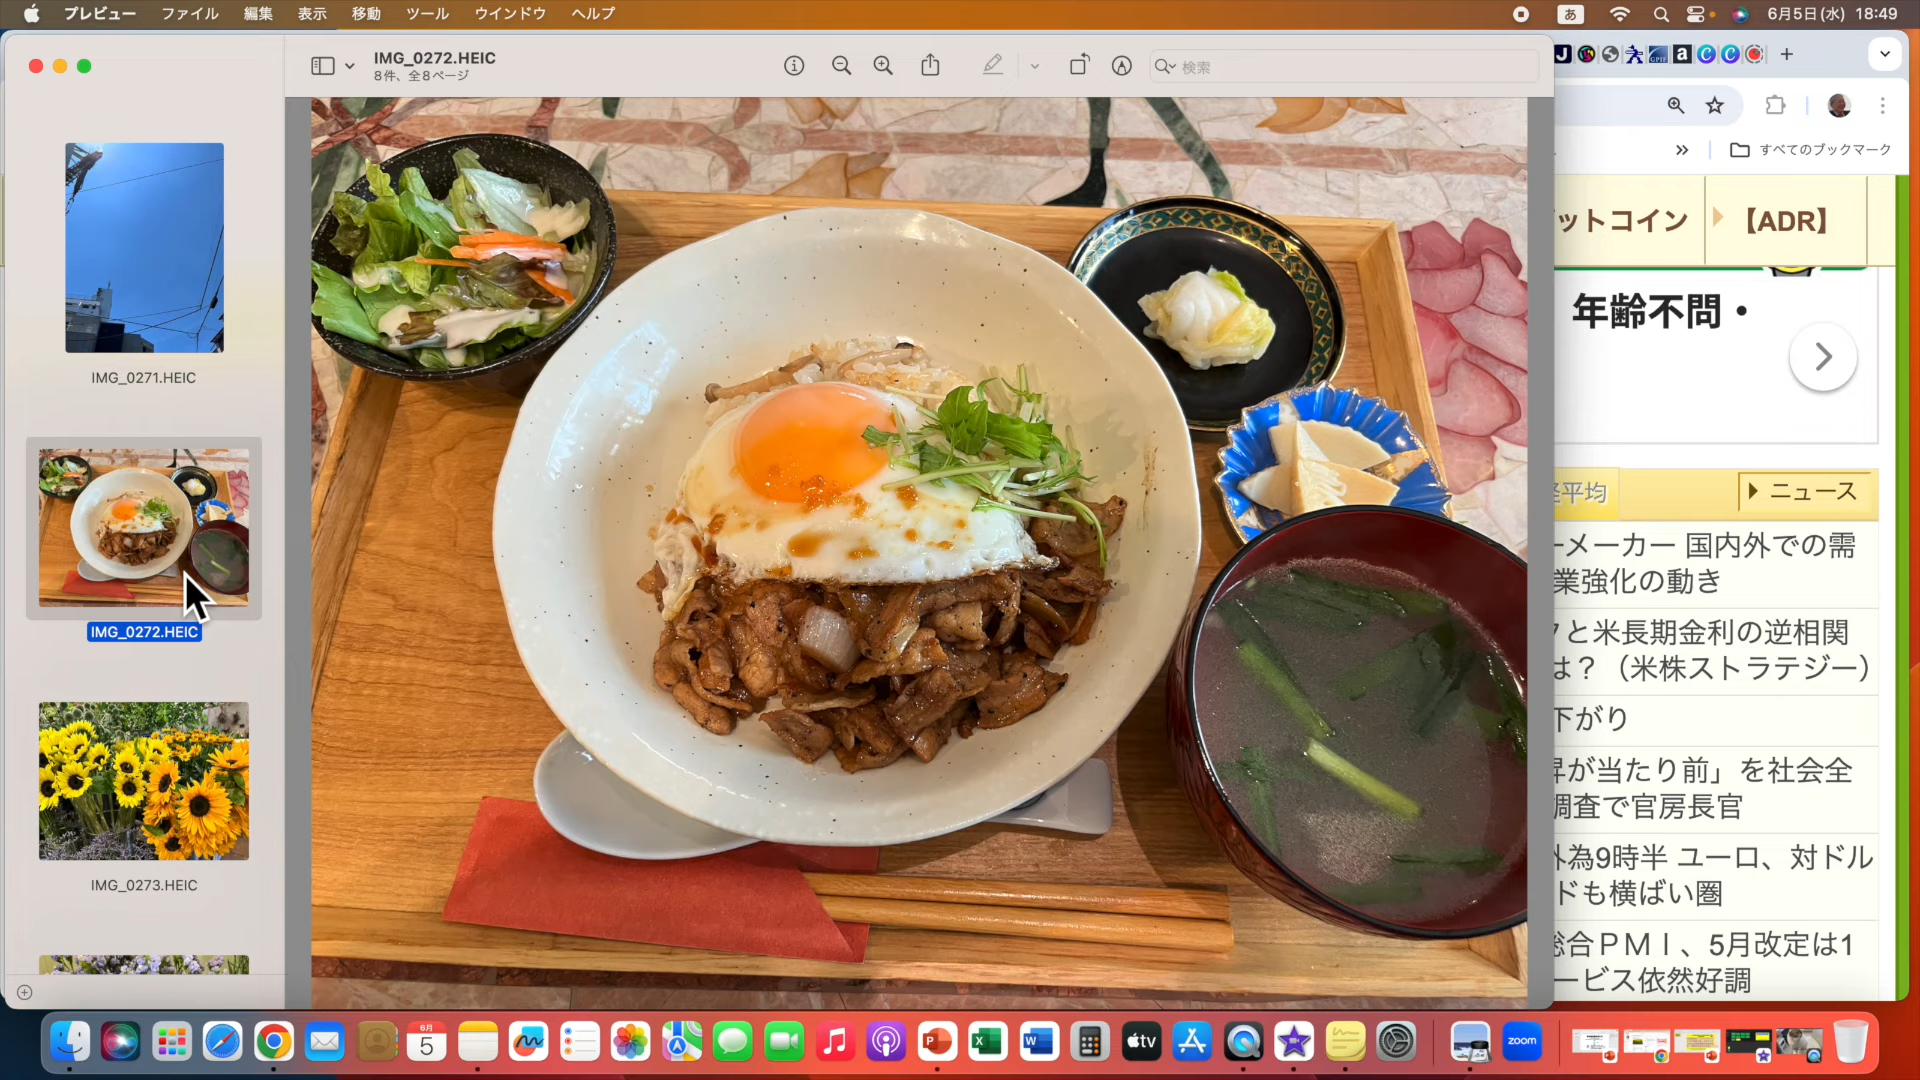 プレビュー ファイル 編集 表示 移動 ツール ウインドウ ヘルプ
あ
6月5日(水) 18:49
IMG_0272.HEIC
8件、全8ページ
検索
J
GPIF
a
C
C
すべてのブックマーク
ットコイン
【ADR】
年齢不問・
平均
ニュース
ーメーカー 国内外での需
業強化の動き
と米長期金利の逆相関
は？（米株ストラテジー）
下がり
昇が当たり前」を社会全
調査で官房長官
外為9時半 ユーロ、対ドル
ドも横ばい圏
総合ＰＭＩ、5月改定は1
ービス依然好調
IMG_0271.HEIC
IMG_0272.HEIC
IMG_0273.HEIC
6月
5
P
X
W
tv
zoom